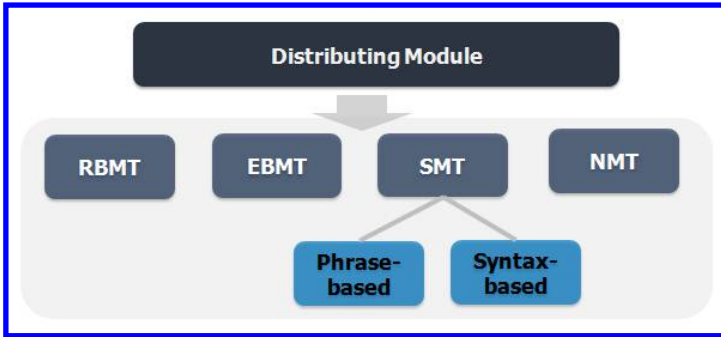 Distributing Module
RBMT
EBMT
SMT
NMT
Phrase-
based
Syntax-
based